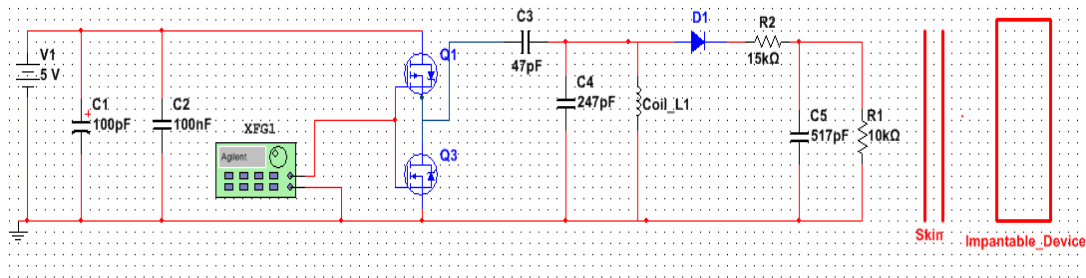 V1
5 V
C1
+
100pF
C2
100nF
XFG1
Agilent
Q1
Q3
C3
47pF
C4
247pF
Coil_L1
D1
R2
15kΩ
C5
517pF
R1
10kΩ
Skin
Impantable_Device